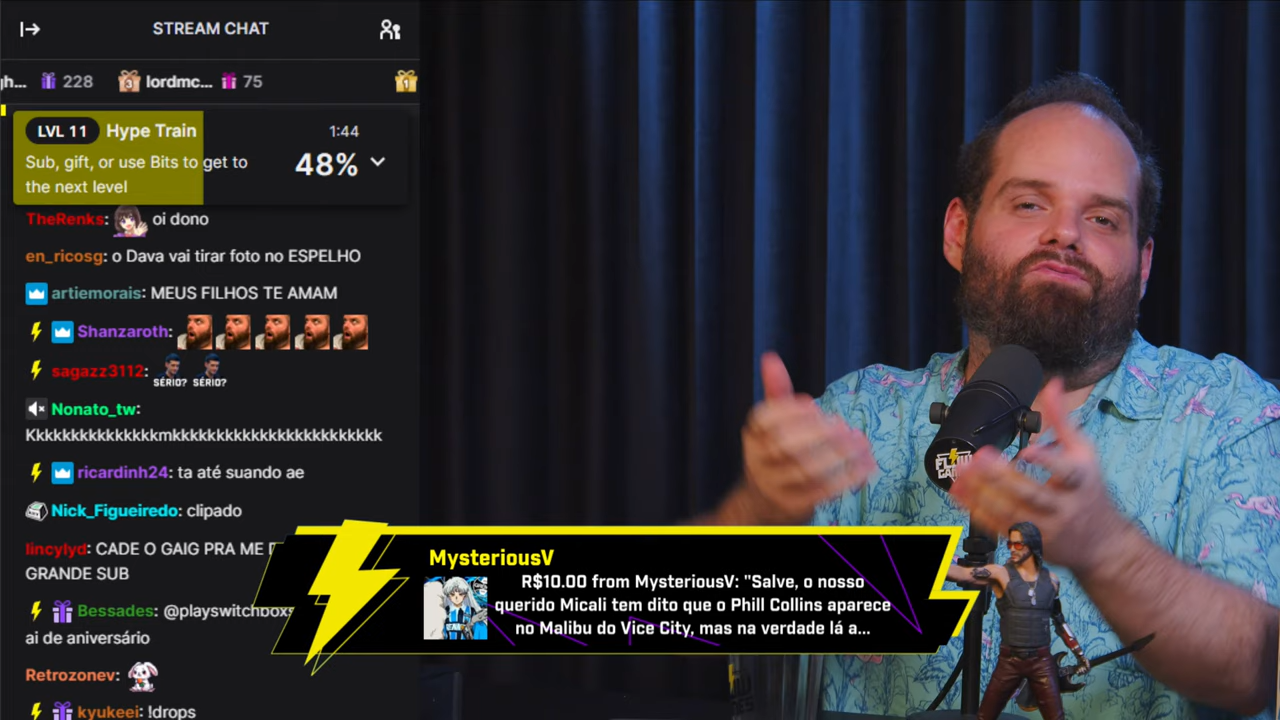 STREAM CHAT
h... 228 3 lordmc... 75 1
LVL 11 Hype Train 1:44
Sub, gift, or use Bits to get to
the next level
48%
TheRenks: oi dono
en_ricosg: o Dava vai tirar foto no ESPELHO
artiemorais: MEUS FILHOS TE AMAM
Shanzaroth:
sagazz3112: SÉRIO? SÉRIO?
Nonato_tw:
Kkkkkkkkkkkkkkmkkkkkkkkkkkkkkkkkkkkkkk
ricardinh24: ta até suando ae
Nick_Figueiredo: clipado
lincylyd: CADE O GAIG PRA ME
GRANDE SUB
Bessades: @playswitchboxs
ai de aniversário
Retrozonev:
kyukeei: !drops
MysteriousV
R$10.00 from MysteriousV: "Salve, o nosso
querido Micali tem dito que o Phill Collins aparece
no Malibu do Vice City, mas na verdade lá a...
FLOW